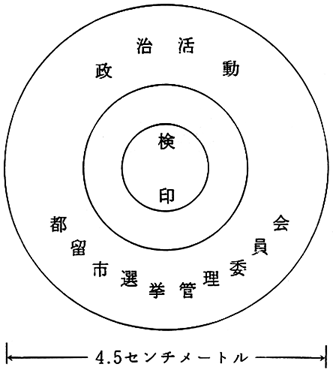 政治活動
検
印
都留市選挙管理委員会
4.5センチメートル